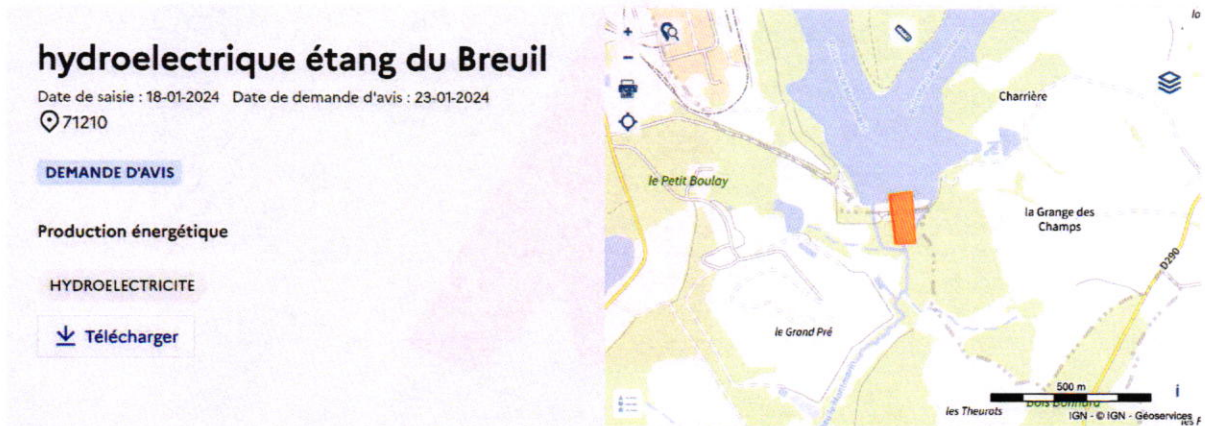 hydroelectrique étang du Breuil
Date de saisie : 18-01-2024 Date de demande d'avis : 23-01-2024
71210
DEMANDE D'AVIS
Production énergétique
HYDROELECTRICITE
Télécharger
Charrière
le Petit Boulay
la Grange des
Champs
D290
le Grand Pré
500 m
les Theurots
IGN - © IGN - Géoservices